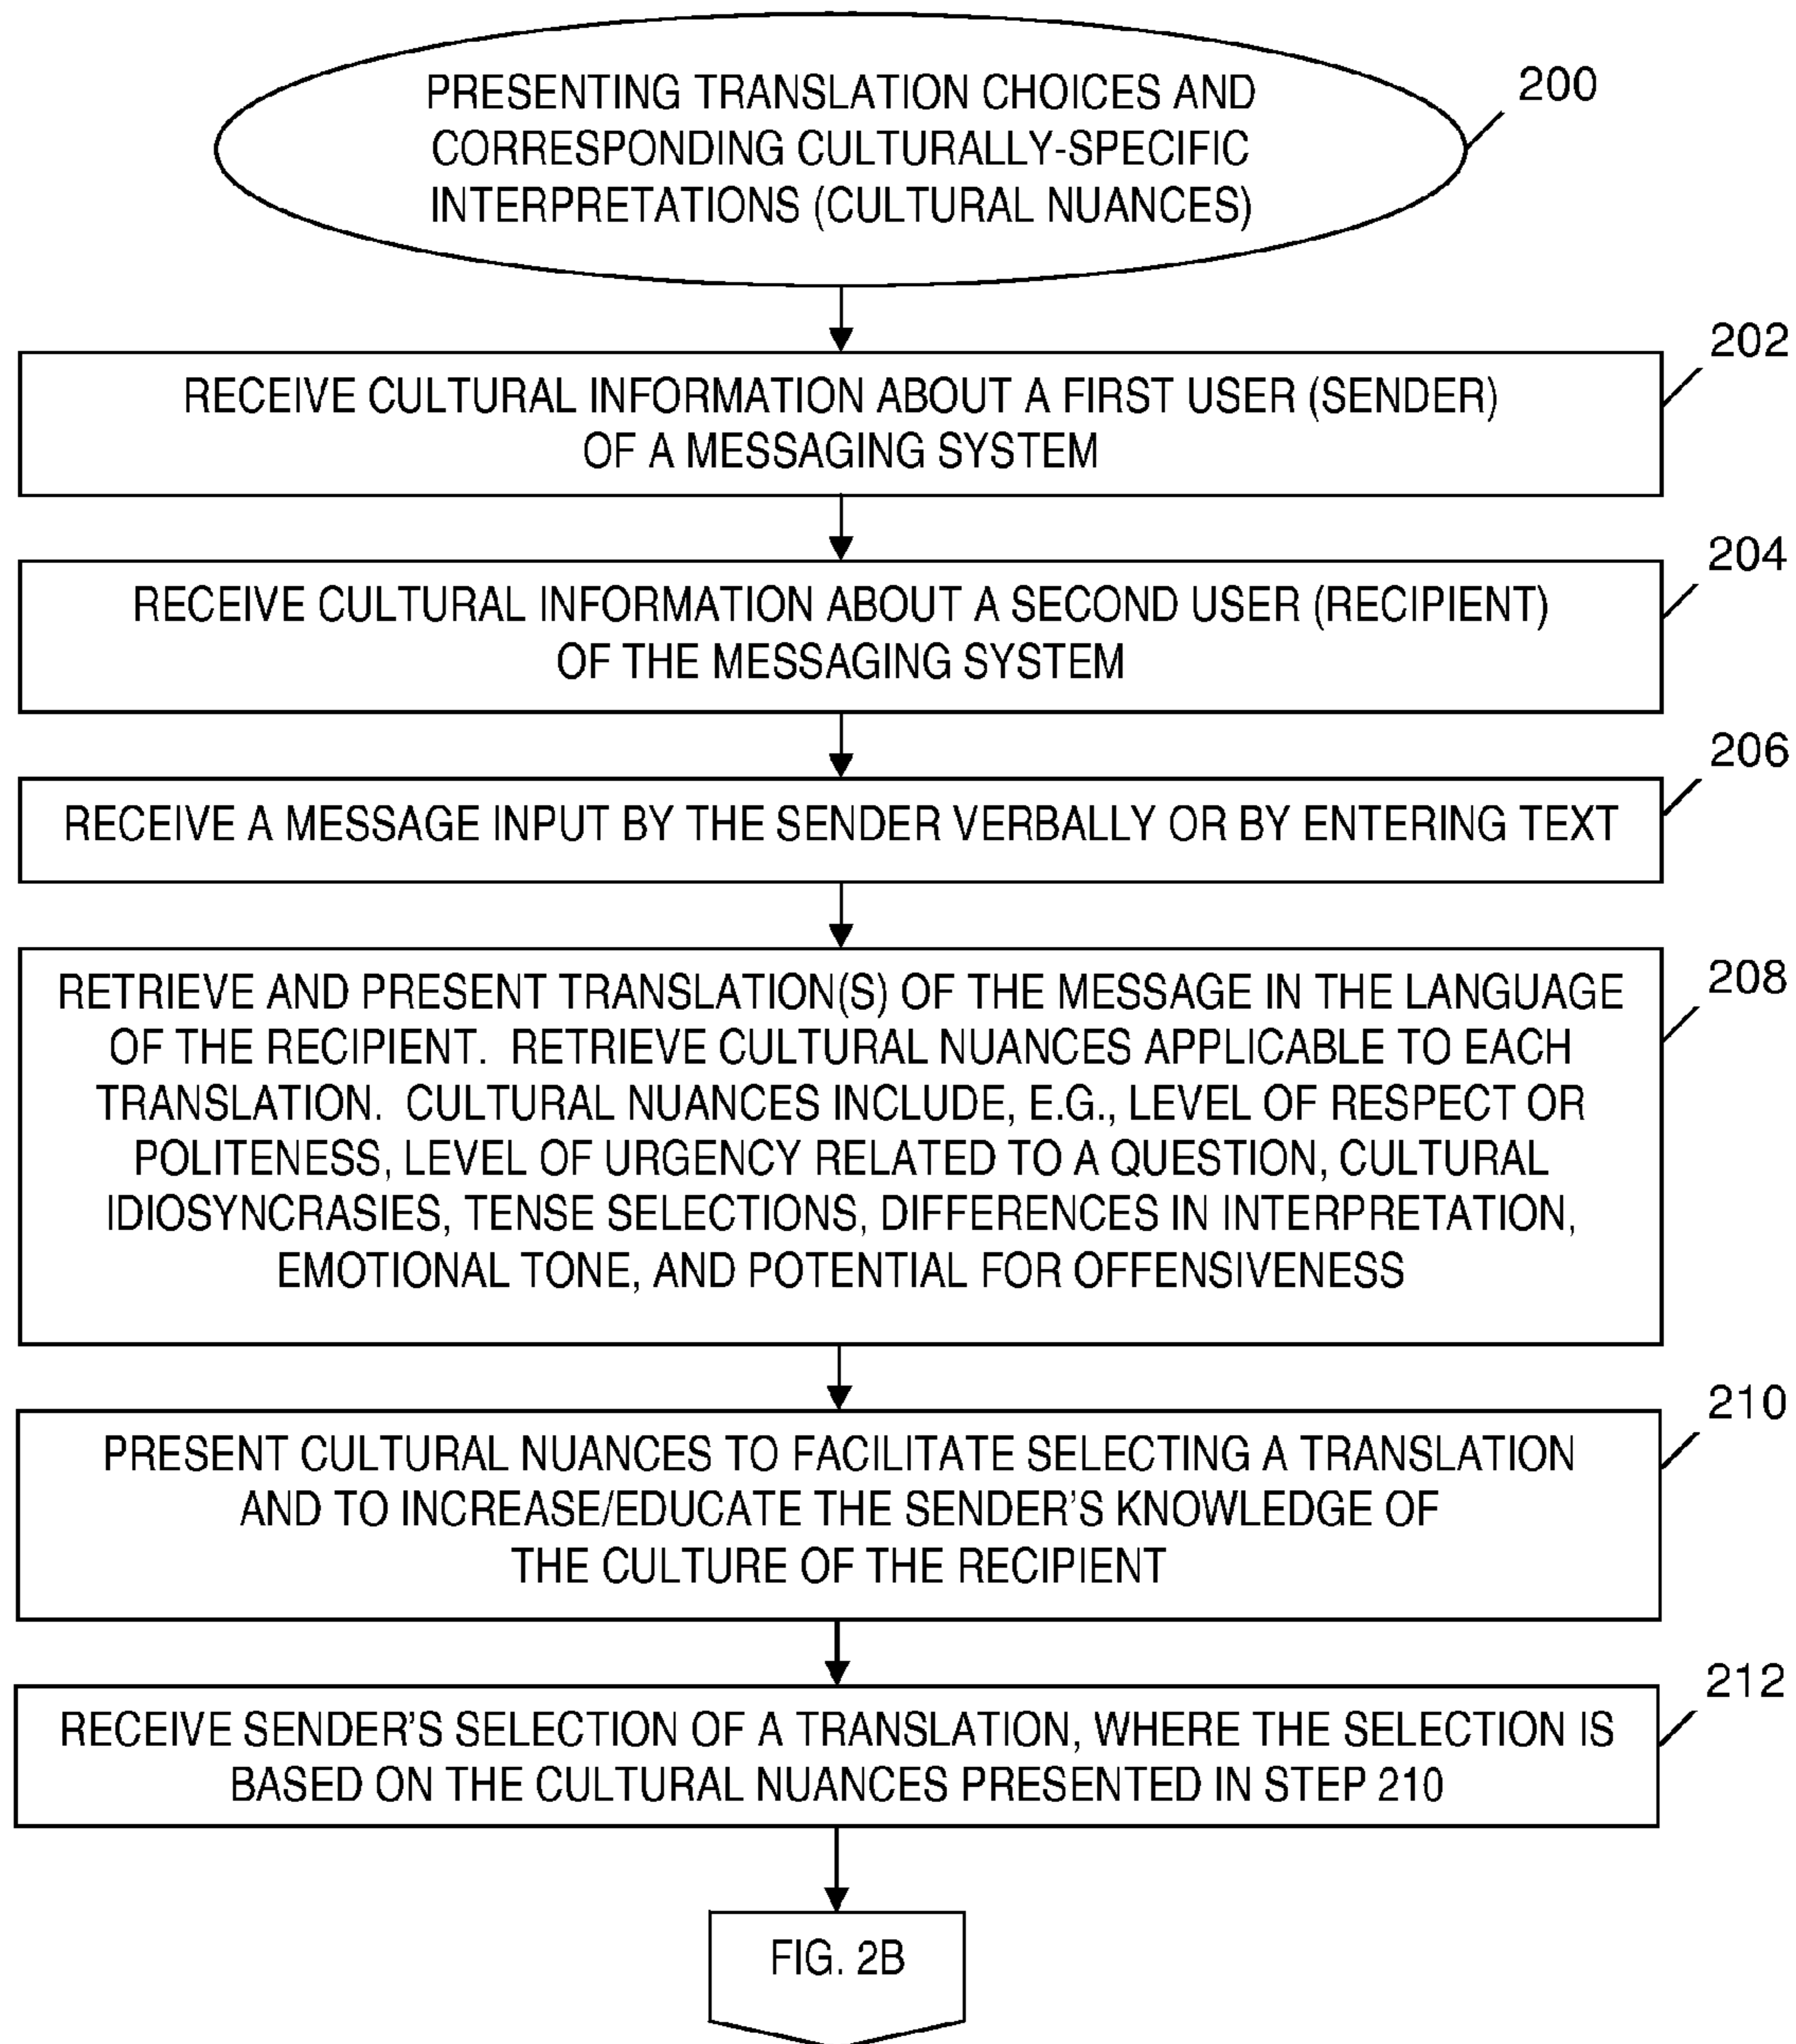 PRESENTING TRANSLATION CHOICES AND
CORRESPONDING CULTURALLY-SPECIFIC
INTERPRETATIONS (CULTURAL NUANCES)
200
RECEIVE CULTURAL INFORMATION ABOUT A FIRST USER (SENDER)
OF A MESSAGING SYSTEM
202
RECEIVE CULTURAL INFORMATION ABOUT A SECOND USER (RECIPIENT)
OF THE MESSAGING SYSTEM
204
RECEIVE A MESSAGE INPUT BY THE SENDER VERBALLY OR BY ENTERING TEXT
206
RETRIEVE AND PRESENT TRANSLATION(S) OF THE MESSAGE IN THE LANGUAGE
OF THE RECIPIENT. RETRIEVE CULTURAL NUANCES APPLICABLE TO EACH
TRANSLATION. CULTURAL NUANCES INCLUDE, E.G., LEVEL OF RESPECT OR
POLITENESS, LEVEL OF URGENCY RELATED TO A QUESTION, CULTURAL
IDIOSYNCRASIES, TENSE SELECTIONS, DIFFERENCES IN INTERPRETATION,
EMOTIONAL TONE, AND POTENTIAL FOR OFFENSIVENESS
208
PRESENT CULTURAL NUANCES TO FACILITATE SELECTING A TRANSLATION
AND TO INCREASE/EDUCATE THE SENDER'S KNOWLEDGE OF
THE CULTURE OF THE RECIPIENT
210
RECEIVE SENDER'S SELECTION OF A TRANSLATION, WHERE THE SELECTION IS
BASED ON THE CULTURAL NUANCES PRESENTED IN STEP 210
212
FIG. 2B